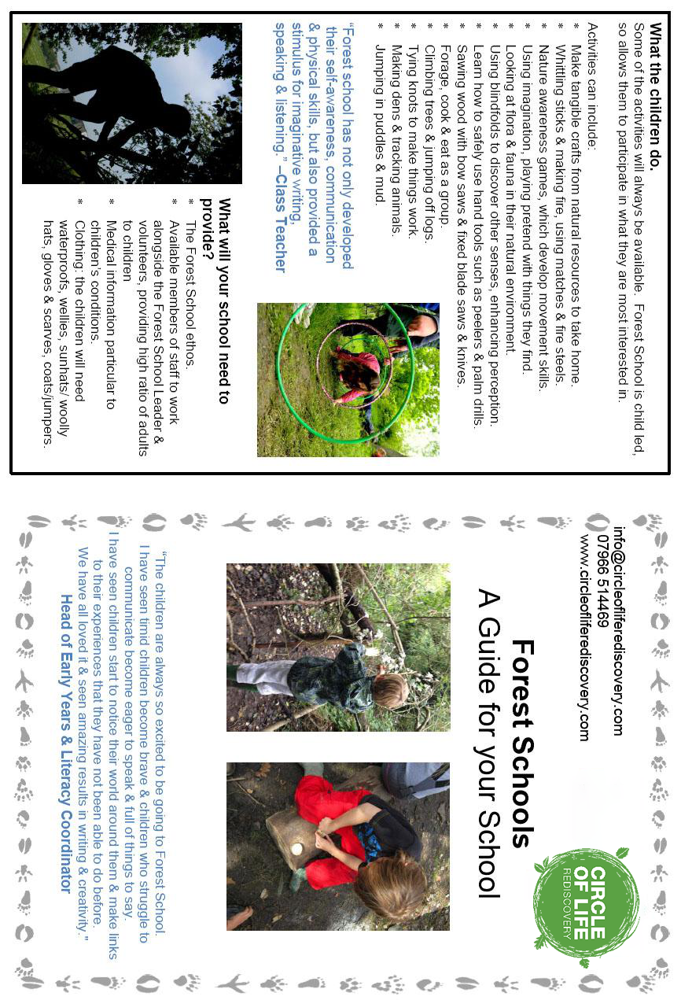 What the children do.
Some of the activities will always be available.  Forest School is child led,
so allows them to participate in what they are most interested in.
Activities can include:
* Make tangible crafts from natural resources to take home.
* Whittling sticks & making fire, using matches & fire steels.
* Nature awareness games, which develop movement skills.
* Using imagination, playing pretend with things they find.
* Looking at flora & fauna in their natural environment.
* Using blindfolds to discover other senses, enhancing perception.
* Learn how to safely use hand tools such as peelers & palm drills.
* Sawing wood with bow saws & fixed blade saws & knives.
* Forage, cook & eat as a group.
* Climbing trees & jumping off logs.
* Tying knots to make things work.
* Making dens & tracking animals.
* Jumping in puddles & mud.
“Forest school has not only developed
their self-awareness, communication
& physical skills, but also provided a
stimulus for imaginative writing,
speaking & listening.” –Class Teacher
What will your school need to
provide?
* The Forest School ethos.
* Available members of staff to work
alongside the Forest School Leader &
volunteers, providing high ratio of adults
to children
* Medical information particular to
children’s conditions.
* Clothing: the children will need
waterproofs, wellies, sunhats/ woolly
hats, gloves & scarves, coats/jumpers.
info@circleofliferediscovery.com
07966 514469
www.circleofliferediscovery.com
CIRCLE
OF LIFE
REDISCOVERY
Forest Schools
A Guide for your School
“The children are always so excited to be going to Forest School.
I have seen timid children become brave & children who struggle to
communicate become eager to speak & full of things to say.
I have seen children start to notice their world around them & make links
to their experiences that they have not been able to do before.
We have all loved it & seen amazing results in writing & creativity.”
Head of Early Years & Literacy Coordinator